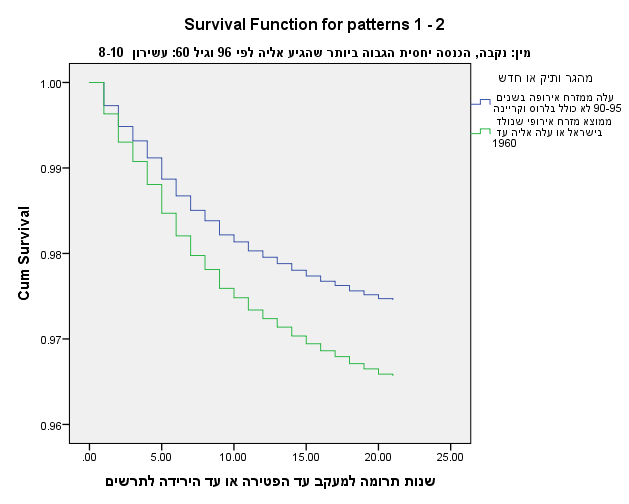 Survival Function for patterns 1 - 2
מין: נקבה, הכנסה יחסית הגבוה ביותר שהגיע אליה לפי 96 וגיל 60: עשירון 8-10
מהגר ותיק או חדש
עלה ממזרח אירופה בשנים
90-95 לא כולל בלרוס וקריינה
ממוצא מזרח אירופי שנולד
בישראל או עלה אליה עד
1960
Cum Survival
1.00
0.99
0.98
0.97
0.96
.00 5.00 10.00 15.00 20.00 25.00
שנות תרומה למעקב עד הפטירה או עד הירידה לתרשים